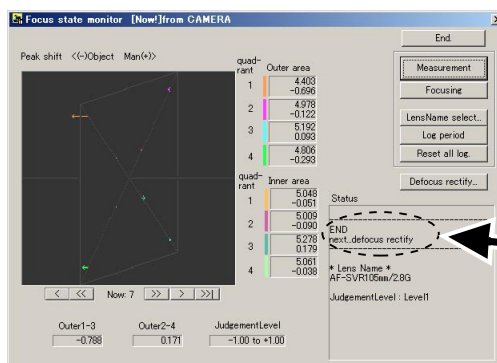 Focus state monitor [Now!]from CAMERA
End.
Peak shift <(-)Object Man(+)>
quad-
rant
Outer area
1
4.403
-0.696
2
4.978
-0.122
3
5.192
0.093
4
4.806
-0.293
quad-
rant
Inner area
1
5.048
-0.051
2
5.009
-0.090
3
5.278
0.179
4
5.061
-0.038
Measurement
Focusing
LensName select..
Log period
Reset all log.
Defocus rectify...
Status
END
next..defocus rectify
* Lens Name *
AF-SVR105mm/2.8G
JudgementLevel : Level1
< << Now: 7 >> > >>|
Outer1-3
-0.788
Outer2-4
0.171
JudgementLevel
-1.00 to +1.00